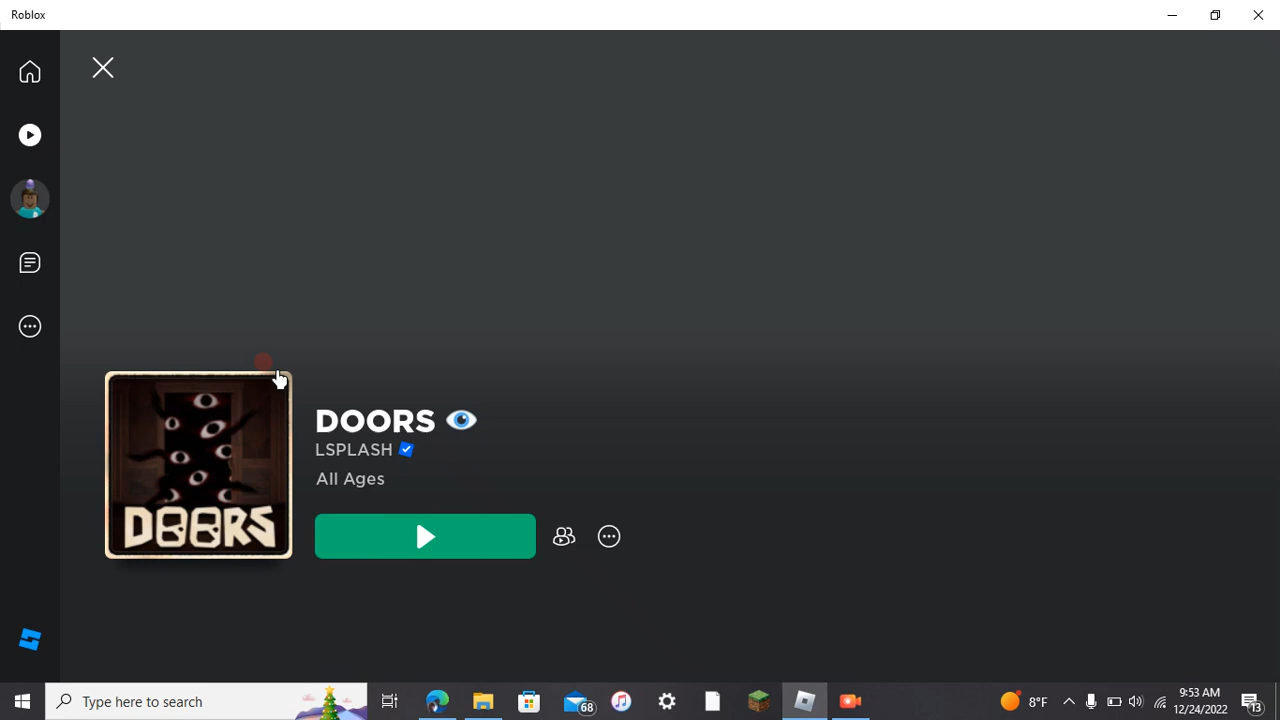 Roblox
DOORS
DOORS
LSPLASH
All Ages
Type here to search
68
8°F
9:53 AM
12/24/2022
13